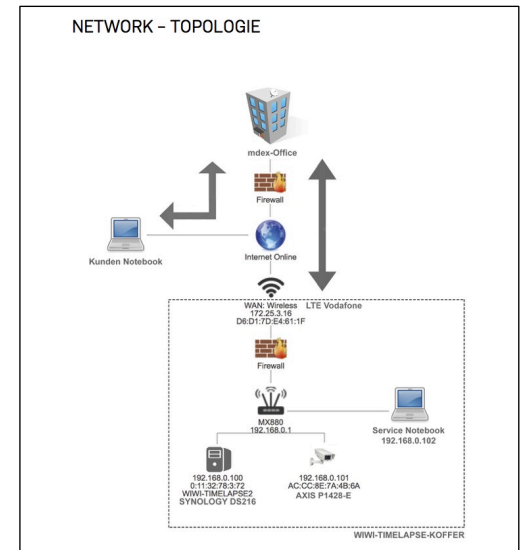 NETWORK – TOPOLOGIE
mdex-Office
Firewall
Kunden Notebook
Internet Online
WAN: Wireless
LTE Vodafone
172.25.3.16
D6:D1:7D:E4:61:1F
Firewall
MX880
192.168.0.1
Service Notebook
192.168.0.102
192.168.0.100
0:11:32:78:3:72
WIWI-TIMELAPSE2
SYNOLOGY DS216
192.168.0.101
AC:CC:8E:7A:4B:6A
AXIS P1428-E
WIWI-TIMELAPSE-KOFFER